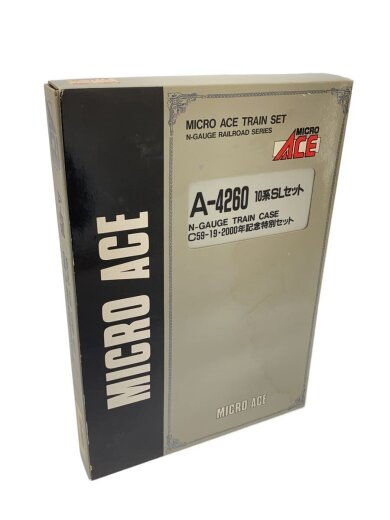 MICRO ACE
MICRO ACE TRAIN SET
N-GAUGE RAILROAD SERIES
MICRO
ACE
A-4260 10系SLセット
N-GAUGE TRAIN CASE
C59-19・2000年記念特別セット
MICRO ACE